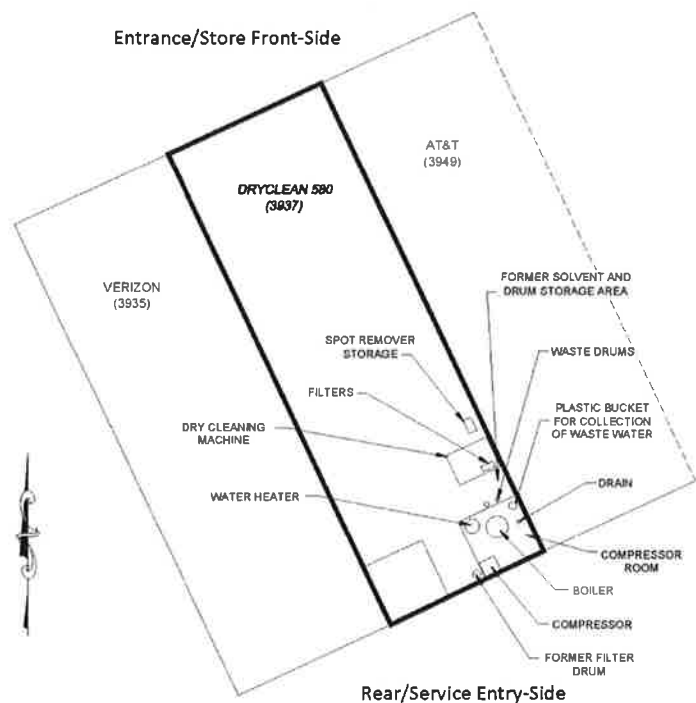 Entrance/Store Front-Side
AT&T
(3949)
DRYCLEAN 580
(3937)
VERIZON
(3935)
FORMER SOLVENT AND
DRUM STORAGE AREA
SPOT REMOVER
STORAGE
WASTE DRUMS
FILTERS
PLASTIC BUCKET
FOR COLLECTION
OF WASTE WATER
DRY CLEANING
MACHINE
DRAIN
WATER HEATER
COMPRESSOR
ROOM
BOILER
COMPRESSOR
FORMER FILTER
DRUM
Rear/Service Entry-Side